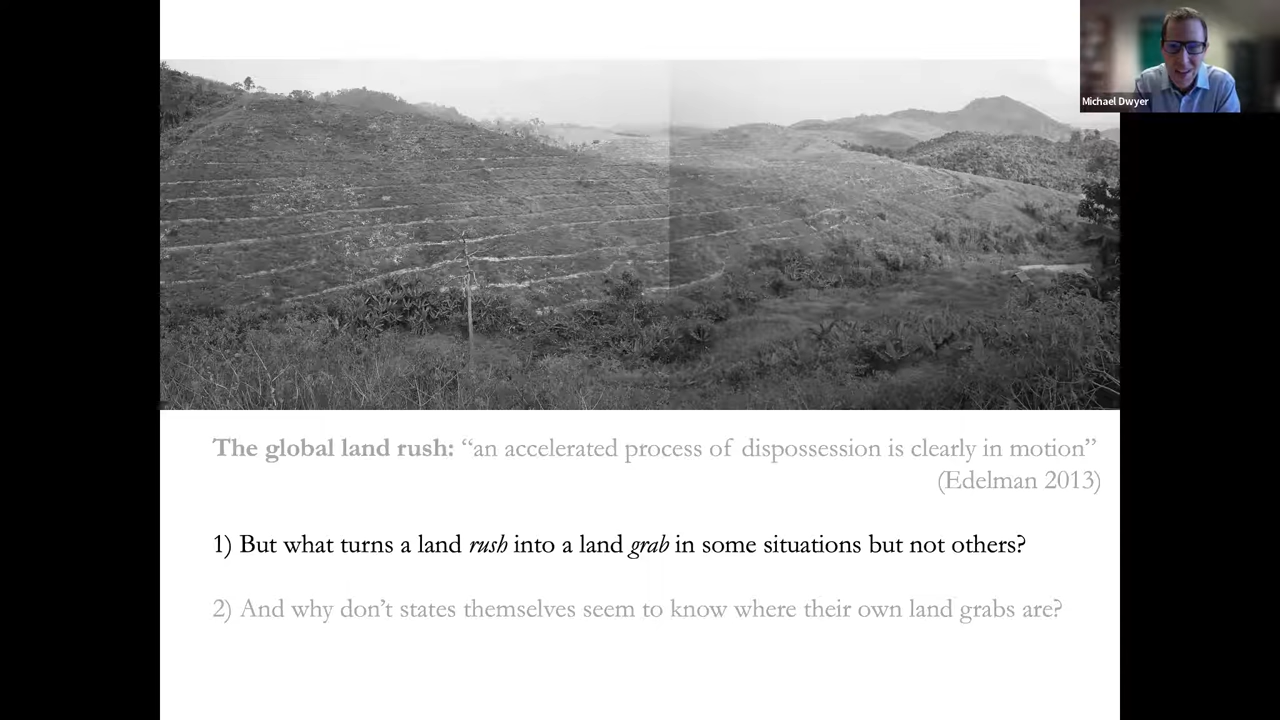 Michael Dwyer
The global land rush: “an accelerated process of dispossession is clearly in motion”
(Edelman 2013)
1) But what turns a land rush into a land grab in some situations but not others?
2) And why don’t states themselves seem to know where their own land grabs are?